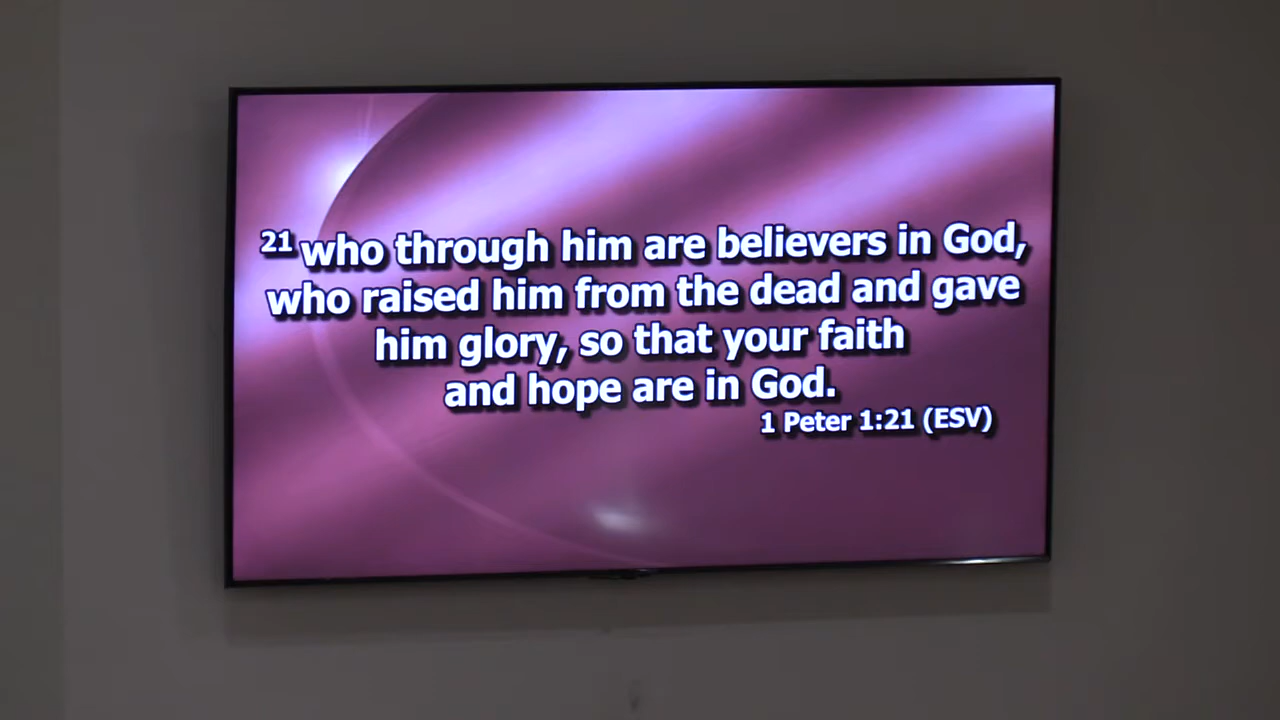 21 who through him are believers in God,
who raised him from the dead and gave
him glory, so that your faith
and hope are in God.
1 Peter 1:21 (ESV)